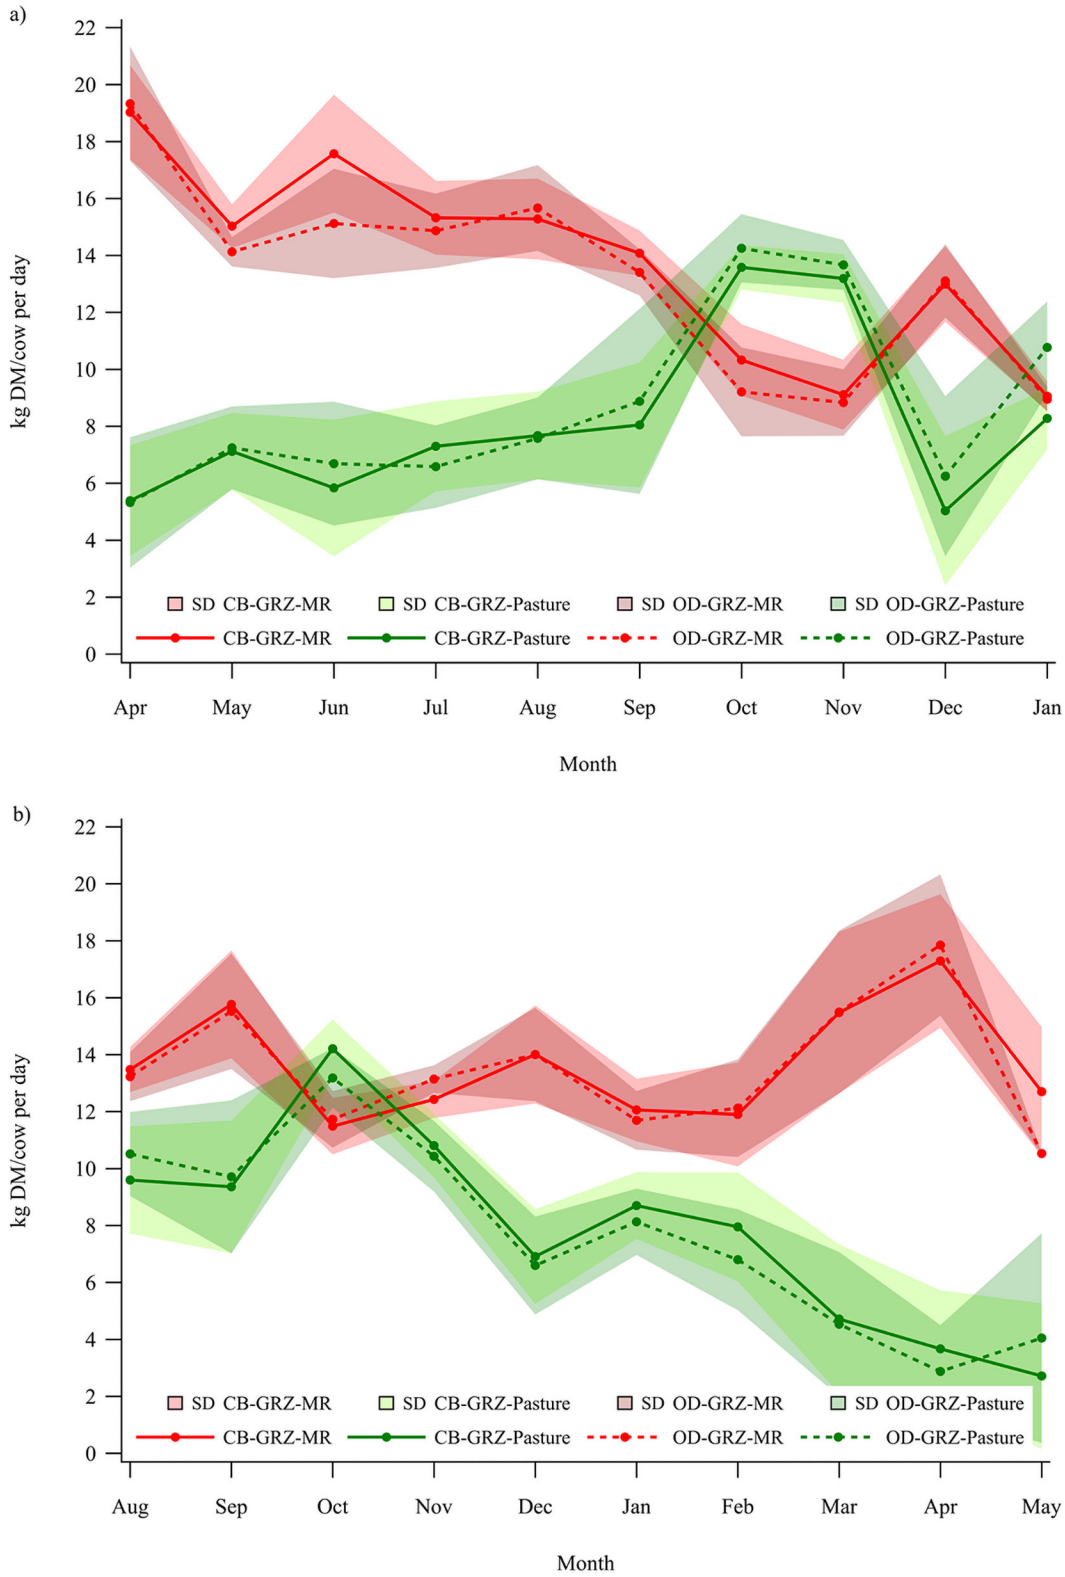 a)
22
20
18
16
14
12
10
8
6
4
2
0
kg DM/cow per day
SD CB-GRZ-MR SD CB-GRZ-Pasture SD OD-GRZ-MR SD OD-GRZ-Pasture
CB-GRZ-MR CB-GRZ-Pasture OD-GRZ-MR OD-GRZ-Pasture
Apr May Jun Jul Aug Sep Oct Nov Dec Jan
Month
b)
22
20
18
16
14
12
10
8
6
4
2
0
kg DM/cow per day
SD CB-GRZ-MR SD CB-GRZ-Pasture SD OD-GRZ-MR SD OD-GRZ-Pasture
CB-GRZ-MR CB-GRZ-Pasture OD-GRZ-MR OD-GRZ-Pasture
Aug Sep Oct Nov Dec Jan Feb Mar Apr May
Month